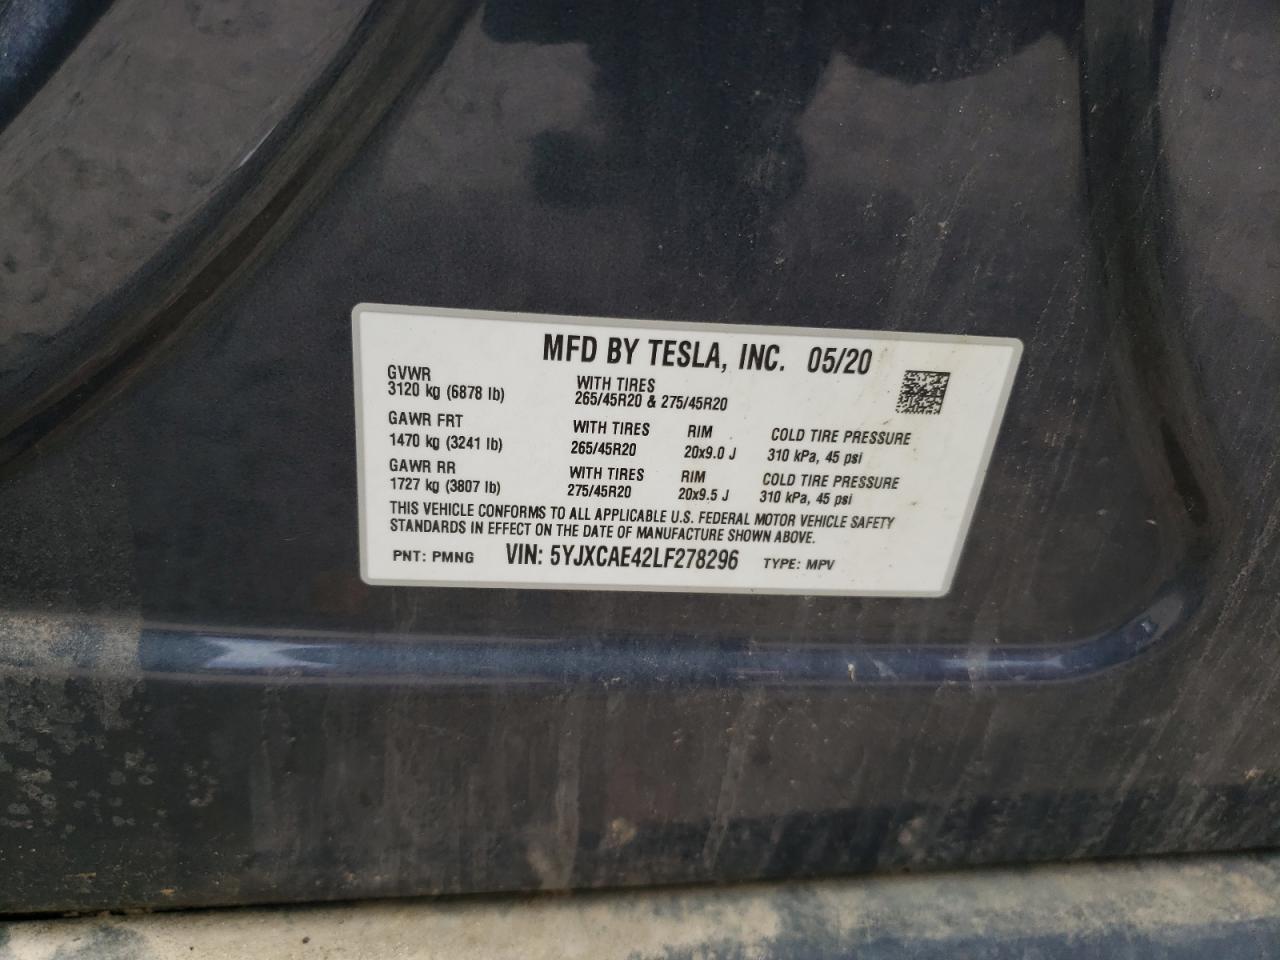 MFD BY TESLA, INC. 05/20
GVWR
3120 kg (6878 lb)
WITH TIRES
265/45R20 & 275/45R20
GAWR FRT WITH TIRES RIM COLD TIRE PRESSURE
1470 kg (3241 lb) 265/45R20 20x9.0 J 310 kPa, 45 psi
GAWR RR WITH TIRES RIM COLD TIRE PRESSURE
1727 kg (3807 lb) 275/45R20 20x9.5 J 310 kPa, 45 psi
THIS VEHICLE CONFORMS TO ALL APPLICABLE U.S. FEDERAL MOTOR VEHICLE SAFETY
STANDARDS IN EFFECT ON THE DATE OF MANUFACTURE SHOWN ABOVE.
PNT: PMNG VIN: 5YJXCAE42LF278296 TYPE: MPV